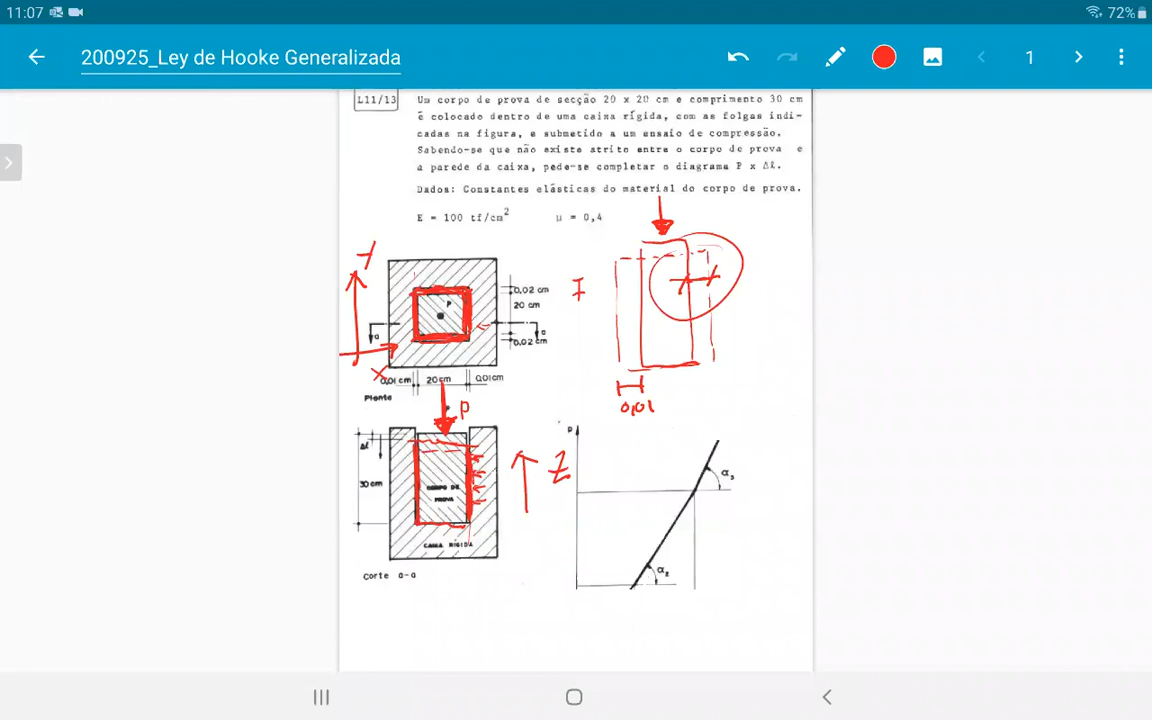 11:07
72%
200925_Ley de Hooke Generalizada
1
L11/13
Um corpo de prova de secção 20 x 20 cm e comprimento 30 cm
é colocado dentro de uma caixa rígida, com as folgas indi-
cadas na figura, e submetido a um ensaio de compressão.
Sabendo-se que não existe atrito entre o corpo de prova e
a parede da caixa, pede-se completar o diagrama P x Δl.
Dados: Constantes elásticas do material do corpo de prova.
E = 100 tf/cm²
μ = 0,4
Y
I
0,02 cm
20 cm
0,02 cm
P
a
a
X
0,01 cm
20 cm
0,01 cm
0,01
Planta
P
P
Δl
30 cm
CORPO DE
PROVA
Z
α₃
CAIXA RÍGIDA
α₂
Corte a-a